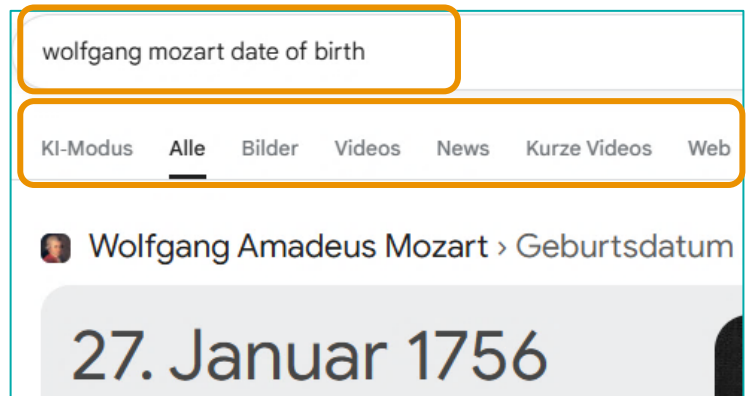 wolfgang mozart date of birth
KI-Modus Alle Bilder Videos News Kurze Videos Web
Wolfgang Amadeus Mozart › Geburtsdatum
27. Januar 1756